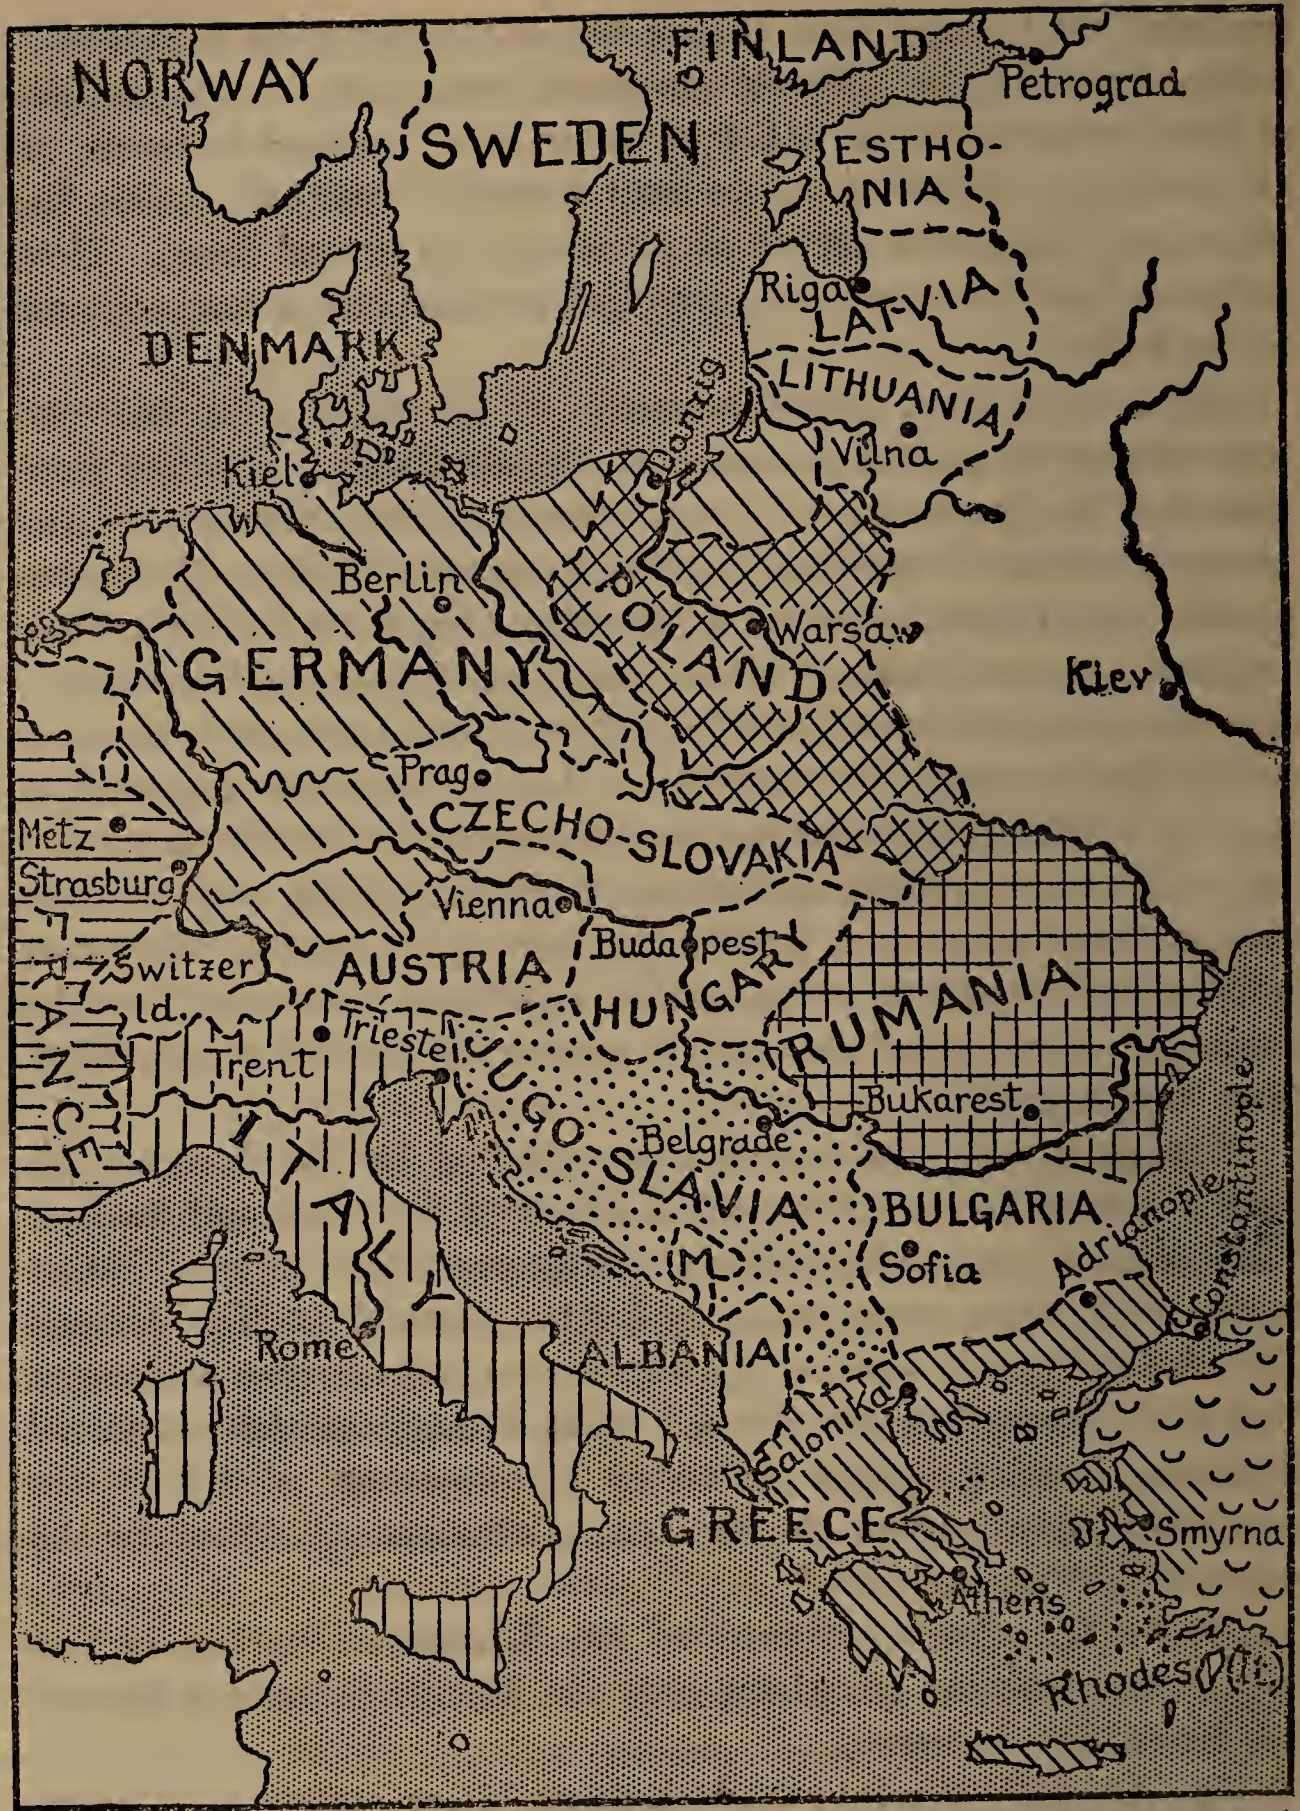 NORWAY
FINLAND
Petrograd
SWEDEN
ESTHO-
NIA
Riga
LATVIA
DENMARK
LITHUANIA
Danzig
Vilna
Kiel
Berlin
POLAND
Warsaw
GERMANY
Kiev
Prag
CZECHO-SLOVAKIA
Metz
Strasburg
Vienna
FRANCE
Switzer
ld.
AUSTRIA
Budapest
HUNGARY
RUMANIA
Trieste
Trent
JUGO-SLAVIA
Bukarest
Belgrade
ITALY
BULGARIA
Sofia
M.
Adrianople
Constantinople
Rome
ALBANIA
Salonika
GREECE
Smyrna
Athens
Rhodes (It.)